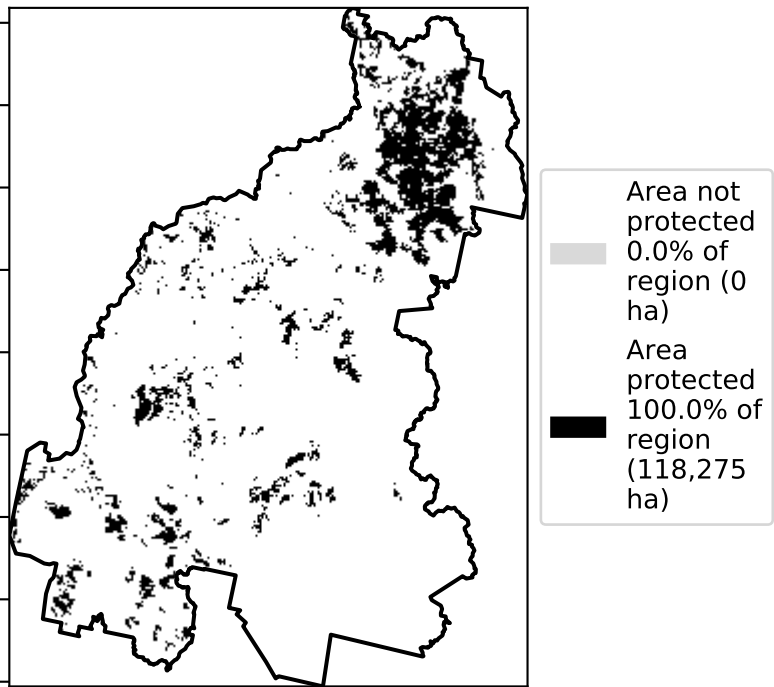 Area not
protected
0.0% of
region (0
ha)
Area
protected
100.0% of
region
(118,275
ha)